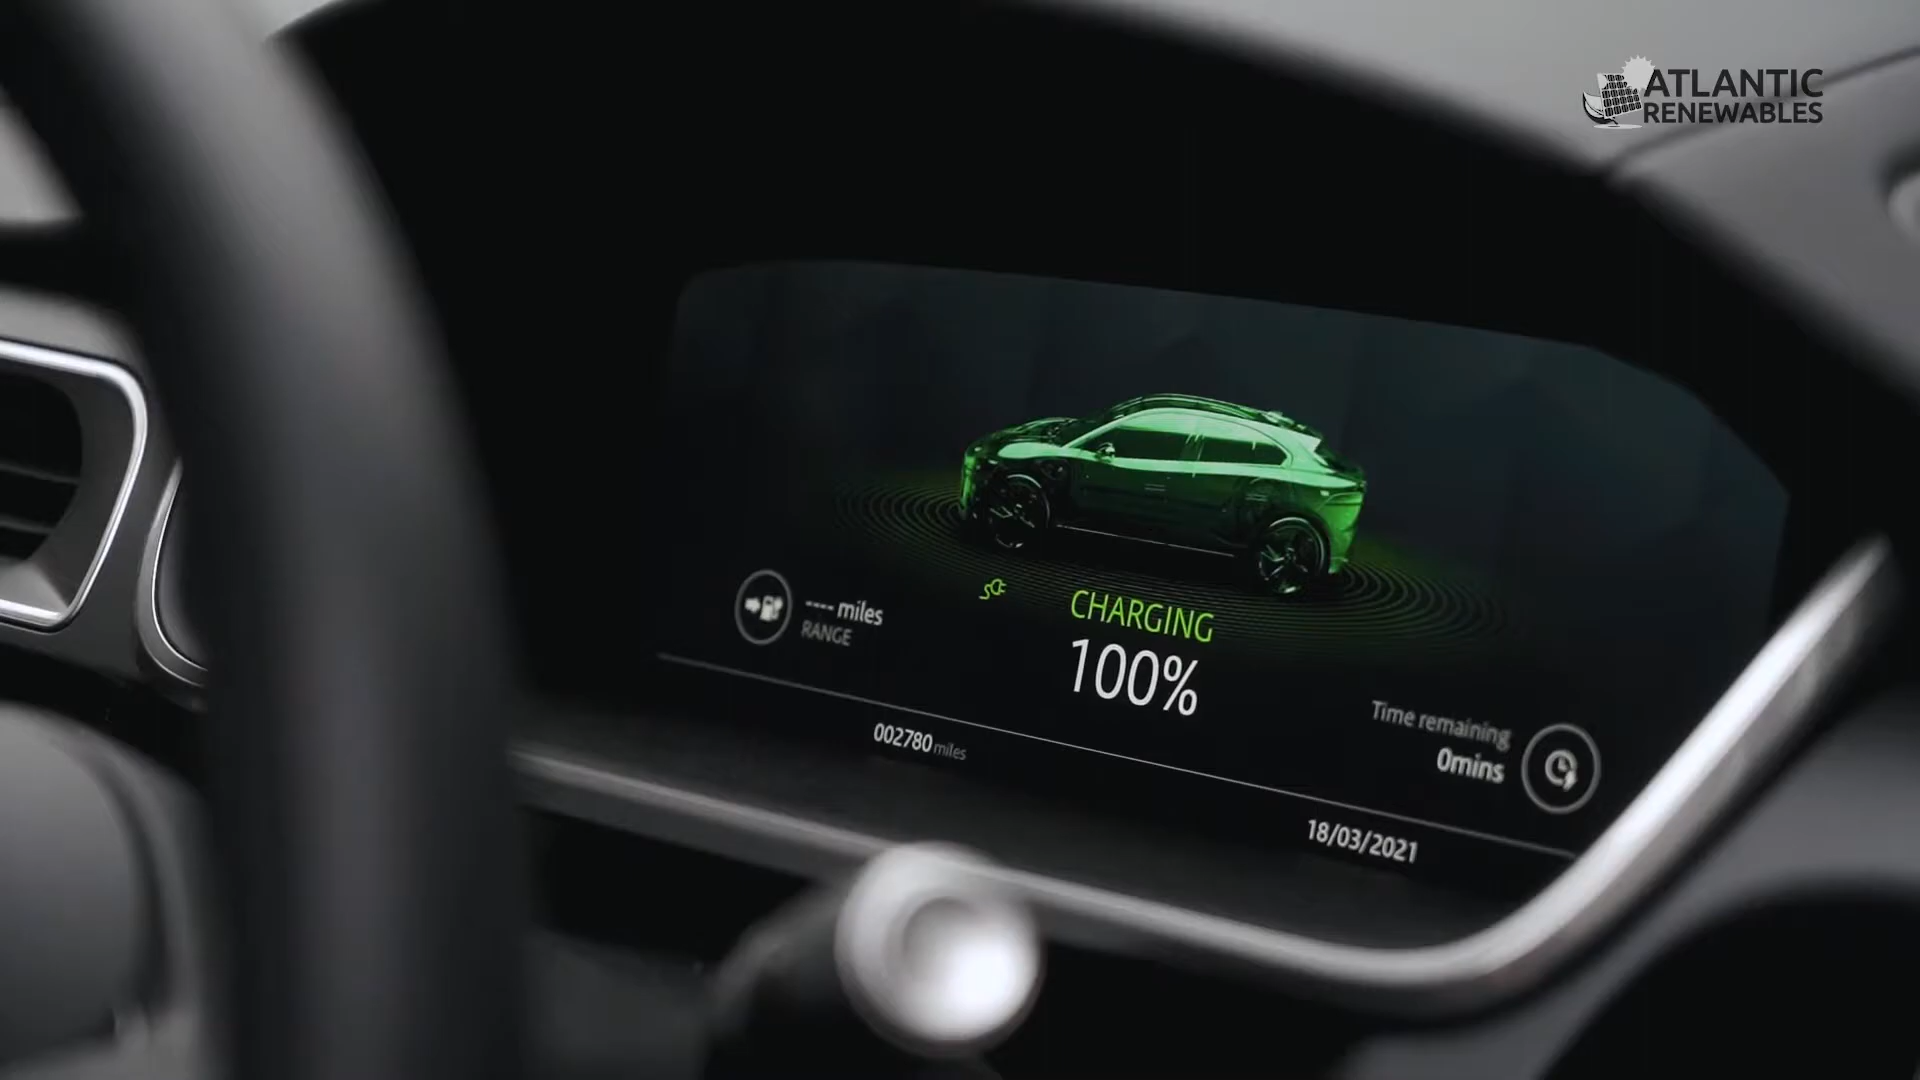 ATLANTIC
RENEWABLES
---- miles
RANGE
CHARGING
100%
002780 miles
Time remaining
0mins
18/03/2021